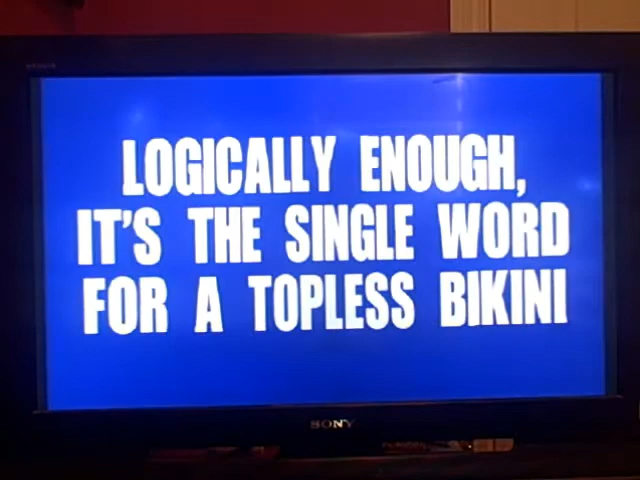 LOGICALLY ENOUGH,
IT'S THE SINGLE WORD
FOR A TOPLESS BIKINI
SONY